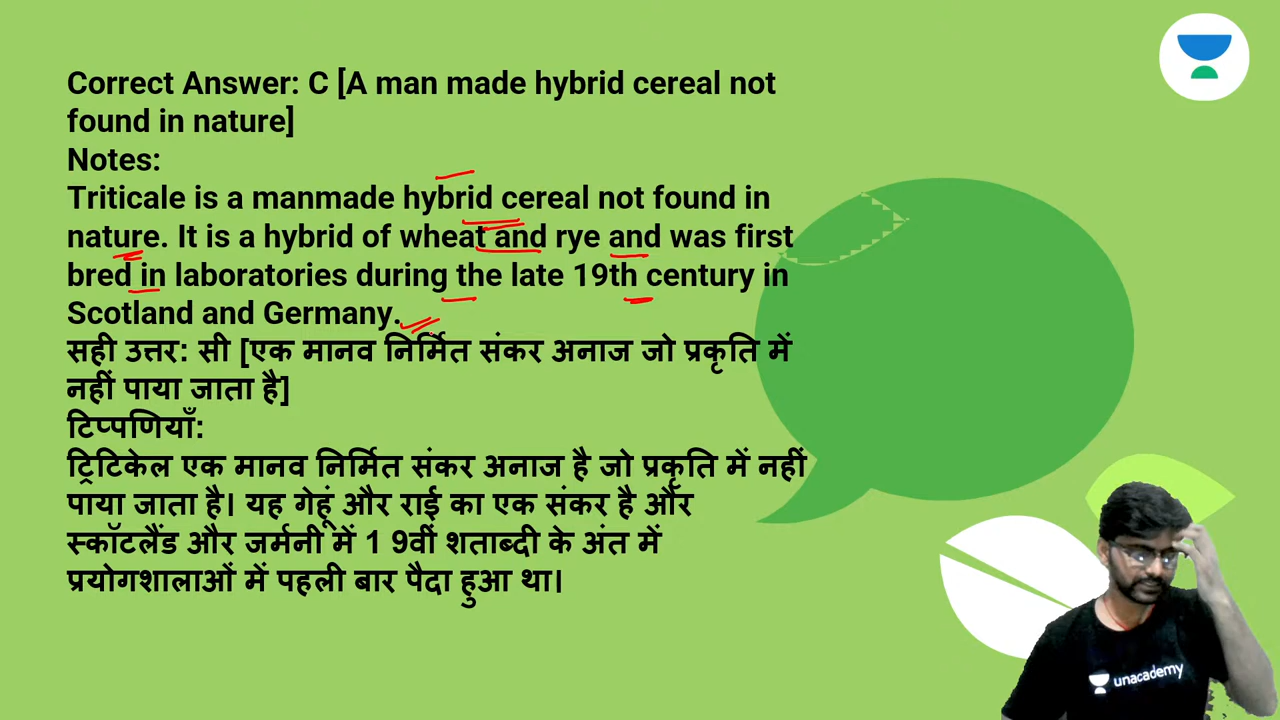 Correct Answer: C [A man made hybrid cereal not
found in nature]
Notes:
Triticale is a manmade hybrid cereal not found in
nature. It is a hybrid of wheat and rye and was first
bred in laboratories during the late 19th century in
Scotland and Germany.
सही उत्तर: सी [एक मानव निर्मित संकर अनाज जो प्रकृति में
नहीं पाया जाता है]
टिप्पणियाँ:
ट्रिटिकेल एक मानव निर्मित संकर अनाज है जो प्रकृति में नहीं
पाया जाता है। यह गेहूं और राई का एक संकर है और
स्कॉटलैंड और जर्मनी में 1 9वीं शताब्दी के अंत में
प्रयोगशालाओं में पहली बार पैदा हुआ था।
unacademy